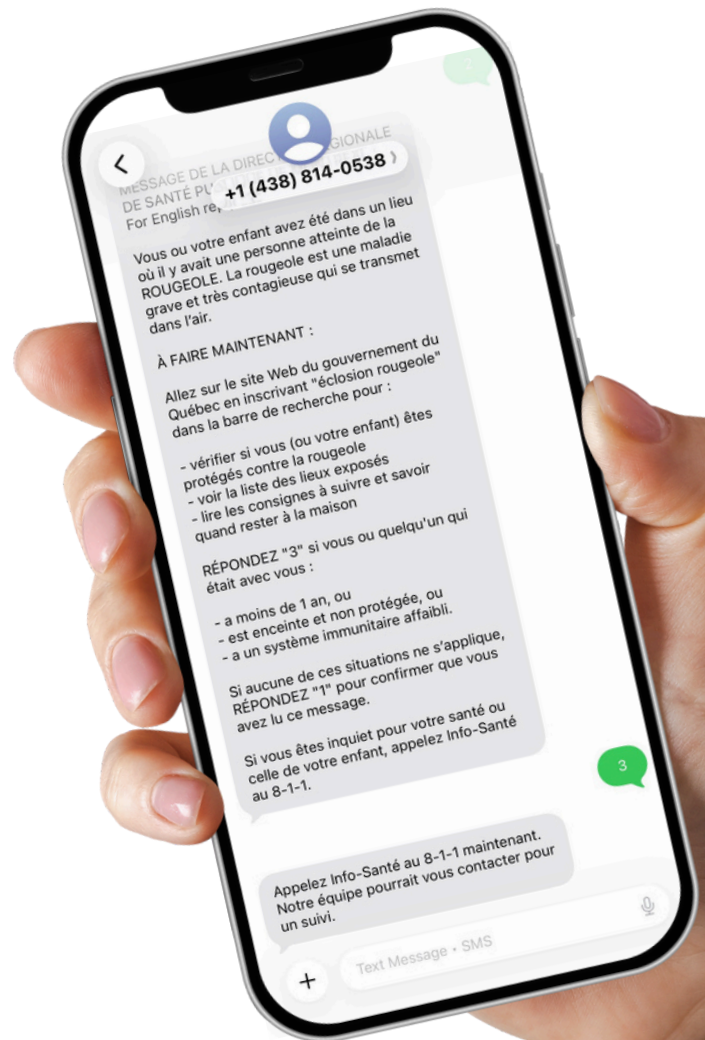 2
MESSAGE DE LA DIREC GIONALE
DE SANTÉ PU
For English re
+1 (438) 814-0538
Vous ou votre enfant avez été dans un lieu
où il y avait une personne atteinte de la
ROUGEOLE. La rougeole est une maladie
grave et très contagieuse qui se transmet
dans l'air.
À FAIRE MAINTENANT :
Allez sur le site Web du gouvernement du
Québec en inscrivant "éclosion rougeole"
dans la barre de recherche pour :
- vérifier si vous (ou votre enfant) êtes
protégés contre la rougeole
- voir la liste des lieux exposés
- lire les consignes à suivre et savoir
quand rester à la maison
RÉPONDEZ "3" si vous ou quelqu'un qui
était avec vous :
- a moins de 1 an, ou
- est enceinte et non protégée, ou
- a un système immunitaire affaibli.
Si aucune de ces situations ne s'applique,
RÉPONDEZ "1" pour confirmer que vous
avez lu ce message.
Si vous êtes inquiet pour votre santé ou
celle de votre enfant, appelez Info-Santé
au 8-1-1.
3
Appelez Info-Santé au 8-1-1 maintenant.
Notre équipe pourrait vous contacter pour
un suivi.
Text Message • SMS